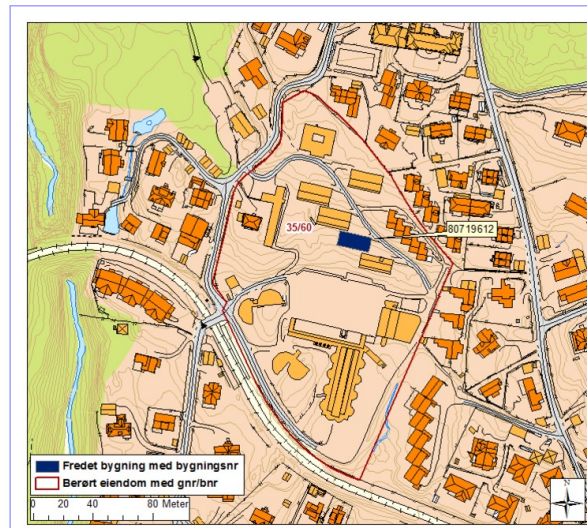 35/60
80719612
Fredet bygning med bygningsnr
Berørt eiendom med gnr/bnr
0 20 40 80 Meter
N